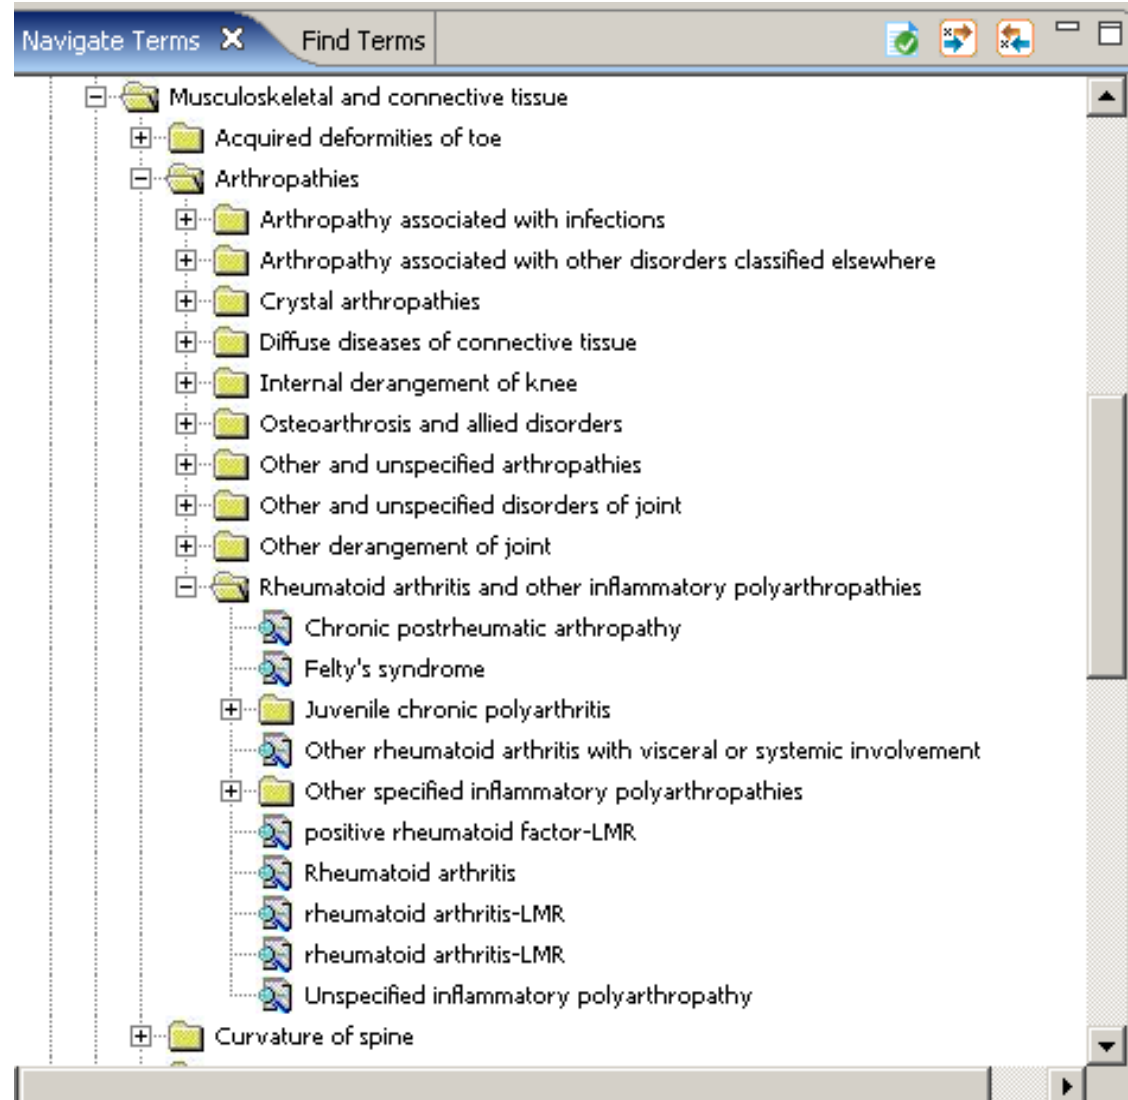 Navigate Terms
Find Terms
Musculoskeletal and connective tissue
Acquired deformities of toe
Arthropathies
Arthropathy associated with infections
Arthropathy associated with other disorders classified elsewhere
Crystal arthropathies
Diffuse diseases of connective tissue
Internal derangement of knee
Osteoarthrosis and allied disorders
Other and unspecified arthropathies
Other and unspecified disorders of joint
Other derangement of joint
Rheumatoid arthritis and other inflammatory polyarthropathies
Chronic postrheumatic arthropathy
Felty's syndrome
Juvenile chronic polyarthritis
Other rheumatoid arthritis with visceral or systemic involvement
Other specified inflammatory polyarthropathies
positive rheumatoid factor-LMR
Rheumatoid arthritis
rheumatoid arthritis-LMR
rheumatoid arthritis-LMR
Unspecified inflammatory polyarthropathy
Curvature of spine